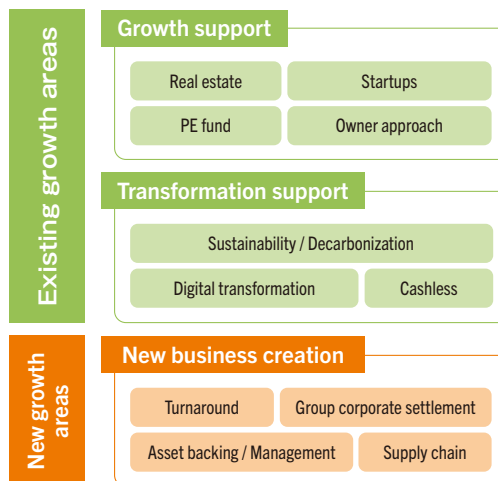 Existing growth areas
Growth support
Real estate
Startups
PE fund
Owner approach
Transformation support
Sustainability / Decarbonization
Digital transformation
Cashless
New growth
areas
New business creation
Turnaround
Group corporate settlement
Asset backing / Management
Supply chain